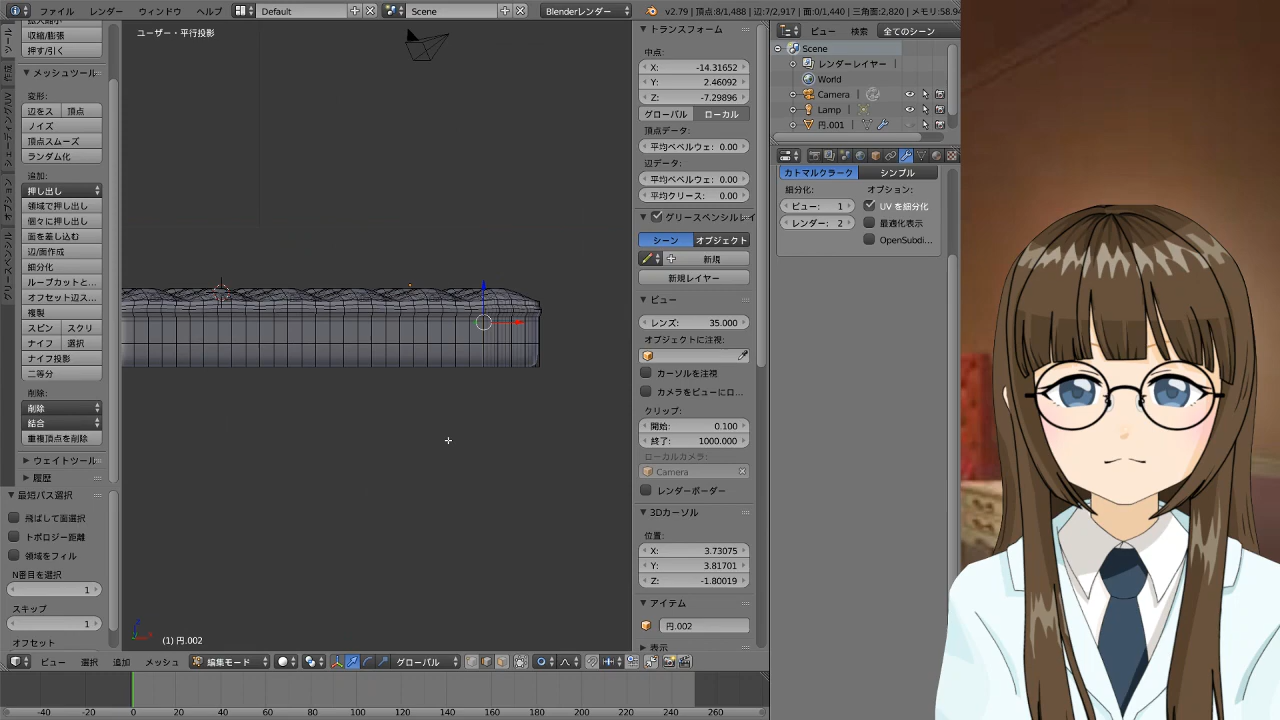 ファイル レンダー ウィンドウ ヘルプ Default Scene Blenderレンダー v2.79 | 頂点:8/1,488 | 辺:7/2,917 | 面:0/1,440 | 三角面:2,820 | メモリ:58.9
収縮/膨張
押す/引く
メッシュツール
変形:
辺をス 頂点
ノイズ
頂点スムーズ
ランダム化
追加:
押し出し
領域で押し出し
個々に押し出し
面を差し込む
辺/面作成
細分化
ループカットと...
オフセット辺ス...
複製
スピン スクリ
ナイフ 選択
ナイフ投影
二等分
削除:
削除
結合
重複頂点を削除
ウェイトツール
履歴
最短パス選択
飛ばして面選択
トポロジー距離
領域をフィル
N番目を選択
1
スキップ
1
オフセット
ツール
作成
シェーディング/UV
オプション
グリースペンシル
ユーザー・平行投影
(1) 円.002
ビュー 選択 追加 メッシュ 編集モード グローバル
-40 -20 0 20 40 60 80 100 120 140 160 180 200 220 240 260
トランスフォーム
中点:
X: -14.31652
Y: 2.46092
Z: -7.29896
グローバル ローカル
頂点データ:
平均ベベルウェ: 0.00
辺データ:
平均ベベルウェ: 0.00
平均クリース: 0.00
グリースペンシルレイ
シーン オブジェクト
新規
新規レイヤー
ビュー
レンズ: 35.000
オブジェクトに注視:
カーソルを注視
カメラをビューにロ...
クリップ:
開始: 0.100
終了: 1000.000
ローカルカメラ:
Camera
レンダーボーダー
3Dカーソル
位置:
X: 3.73075
Y: 3.81701
Z: -1.80019
アイテム
円.002
表示
ビュー 検索 全てのシーン
Scene
レンダーレイヤー
World
Camera
Lamp
円.001
カトマルクラーク シンプル
細分化: オプション:
ビュー: 1 UV を細分化
レンダー: 2 最適化表示
OpenSubdi...